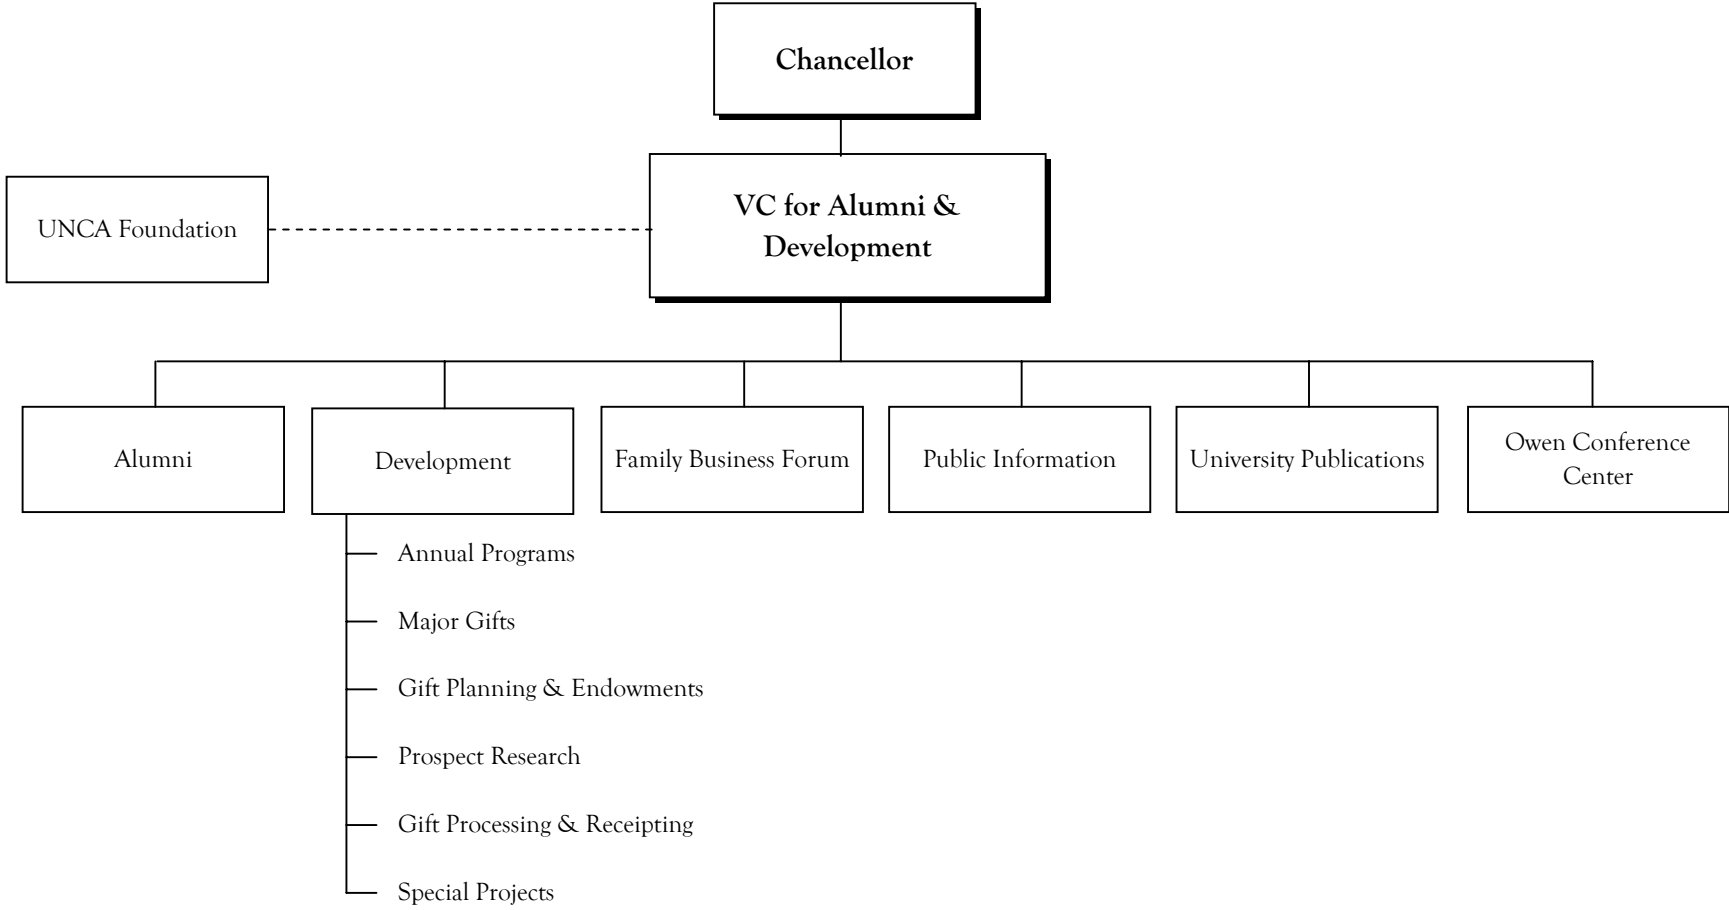 Chancellor
UNCA Foundation
VC for Alumni &
Development
Alumni
Development
Family Business Forum
Public Information
University Publications
Owen Conference
Center
Annual Programs
Major Gifts
Gift Planning & Endowments
Prospect Research
Gift Processing & Receipting
Special Projects